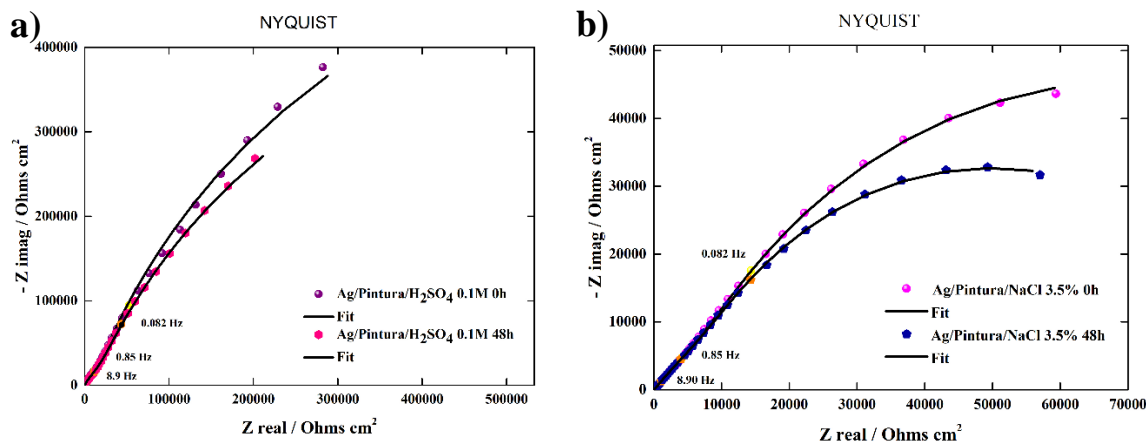 a)
NYQUIST
400000
300000
200000
100000
0
- Z imag / Ohms cm²
0.082 Hz
0.85 Hz
8.9 Hz
Ag/Pintura/H₂SO₄ 0.1M 0h
Fit
Ag/Pintura/H₂SO₄ 0.1M 48h
Fit
0 100000 200000 300000 400000 500000
Z real / Ohms cm²
b)
NYQUIST
50000
40000
30000
20000
10000
0
- Z imag / Ohms cm²
0.082 Hz
0.85 Hz
8.90 Hz
Ag/Pintura/NaCl 3.5% 0h
Fit
Ag/Pintura/NaCl 3.5% 48h
Fit
0 10000 20000 30000 40000 50000 60000 70000
Z real / Ohms cm²